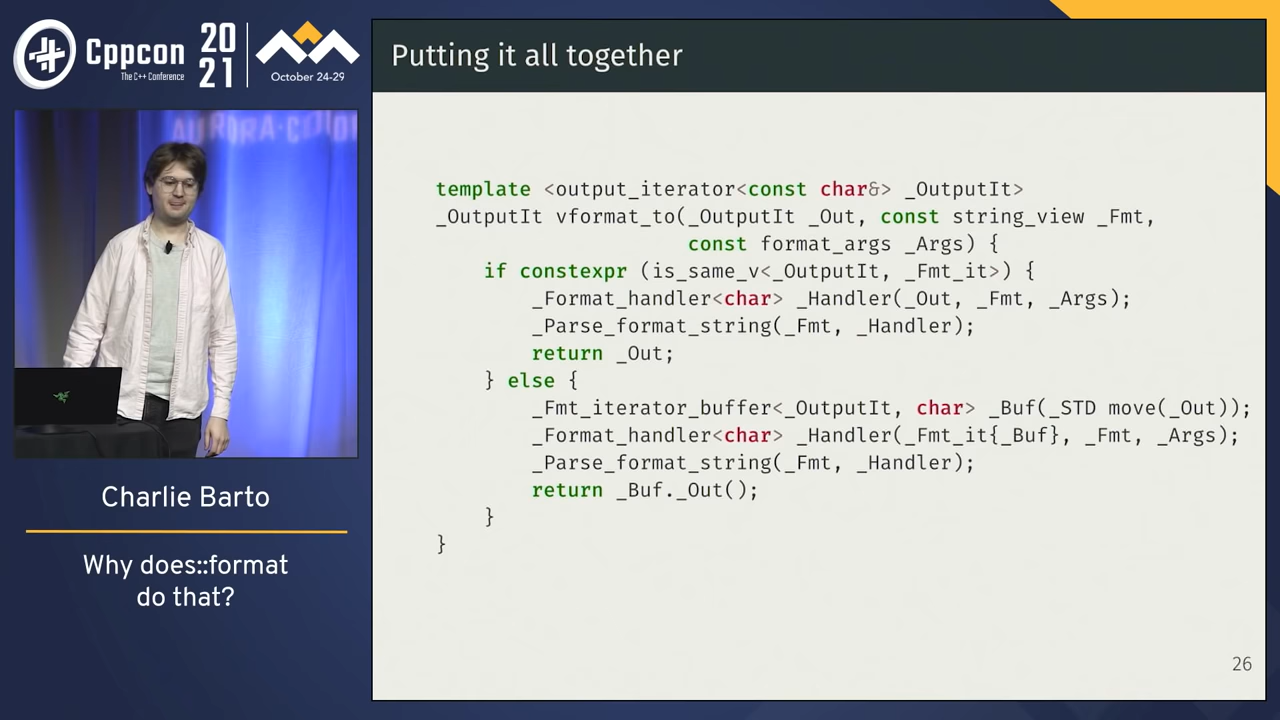 Cppcon
The C++ Conference
20
21
October 24-29
AURORA·COLO
Charlie Barto
Why does::format
do that?
Putting it all together
template <output_iterator<const char&> _OutputIt>
_OutputIt vformat_to(_OutputIt _Out, const string_view _Fmt,
const format_args _Args) {
if constexpr (is_same_v<_OutputIt, _Fmt_it>) {
_Format_handler<char> _Handler(_Out, _Fmt, _Args);
_Parse_format_string(_Fmt, _Handler);
return _Out;
} else {
_Fmt_iterator_buffer<_OutputIt, char> _Buf(_STD move(_Out));
_Format_handler<char> _Handler(_Fmt_it{_Buf}, _Fmt, _Args);
_Parse_format_string(_Fmt, _Handler);
return _Buf._Out();
}
}
26